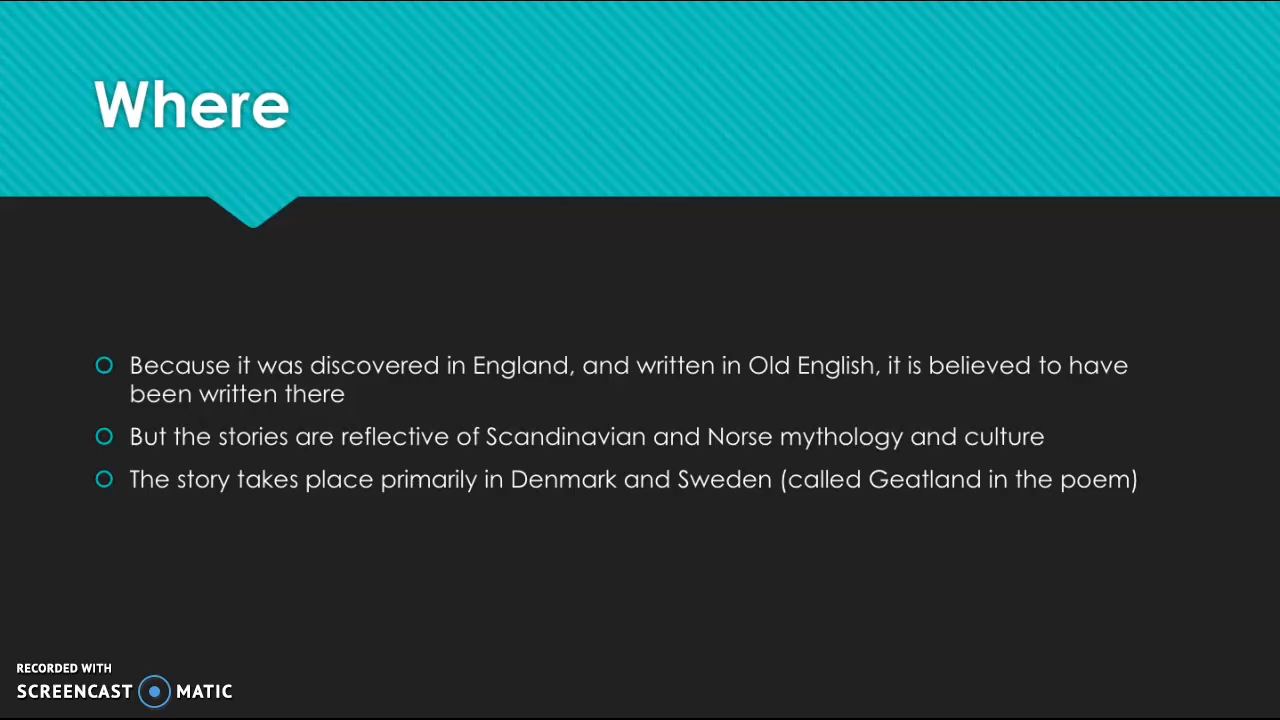 Where
Because it was discovered in England, and written in Old English, it is believed to have
been written there
But the stories are reflective of Scandinavian and Norse mythology and culture
The story takes place primarily in Denmark and Sweden (called Geatland in the poem)
RECORDED WITH
SCREENCAST MATIC